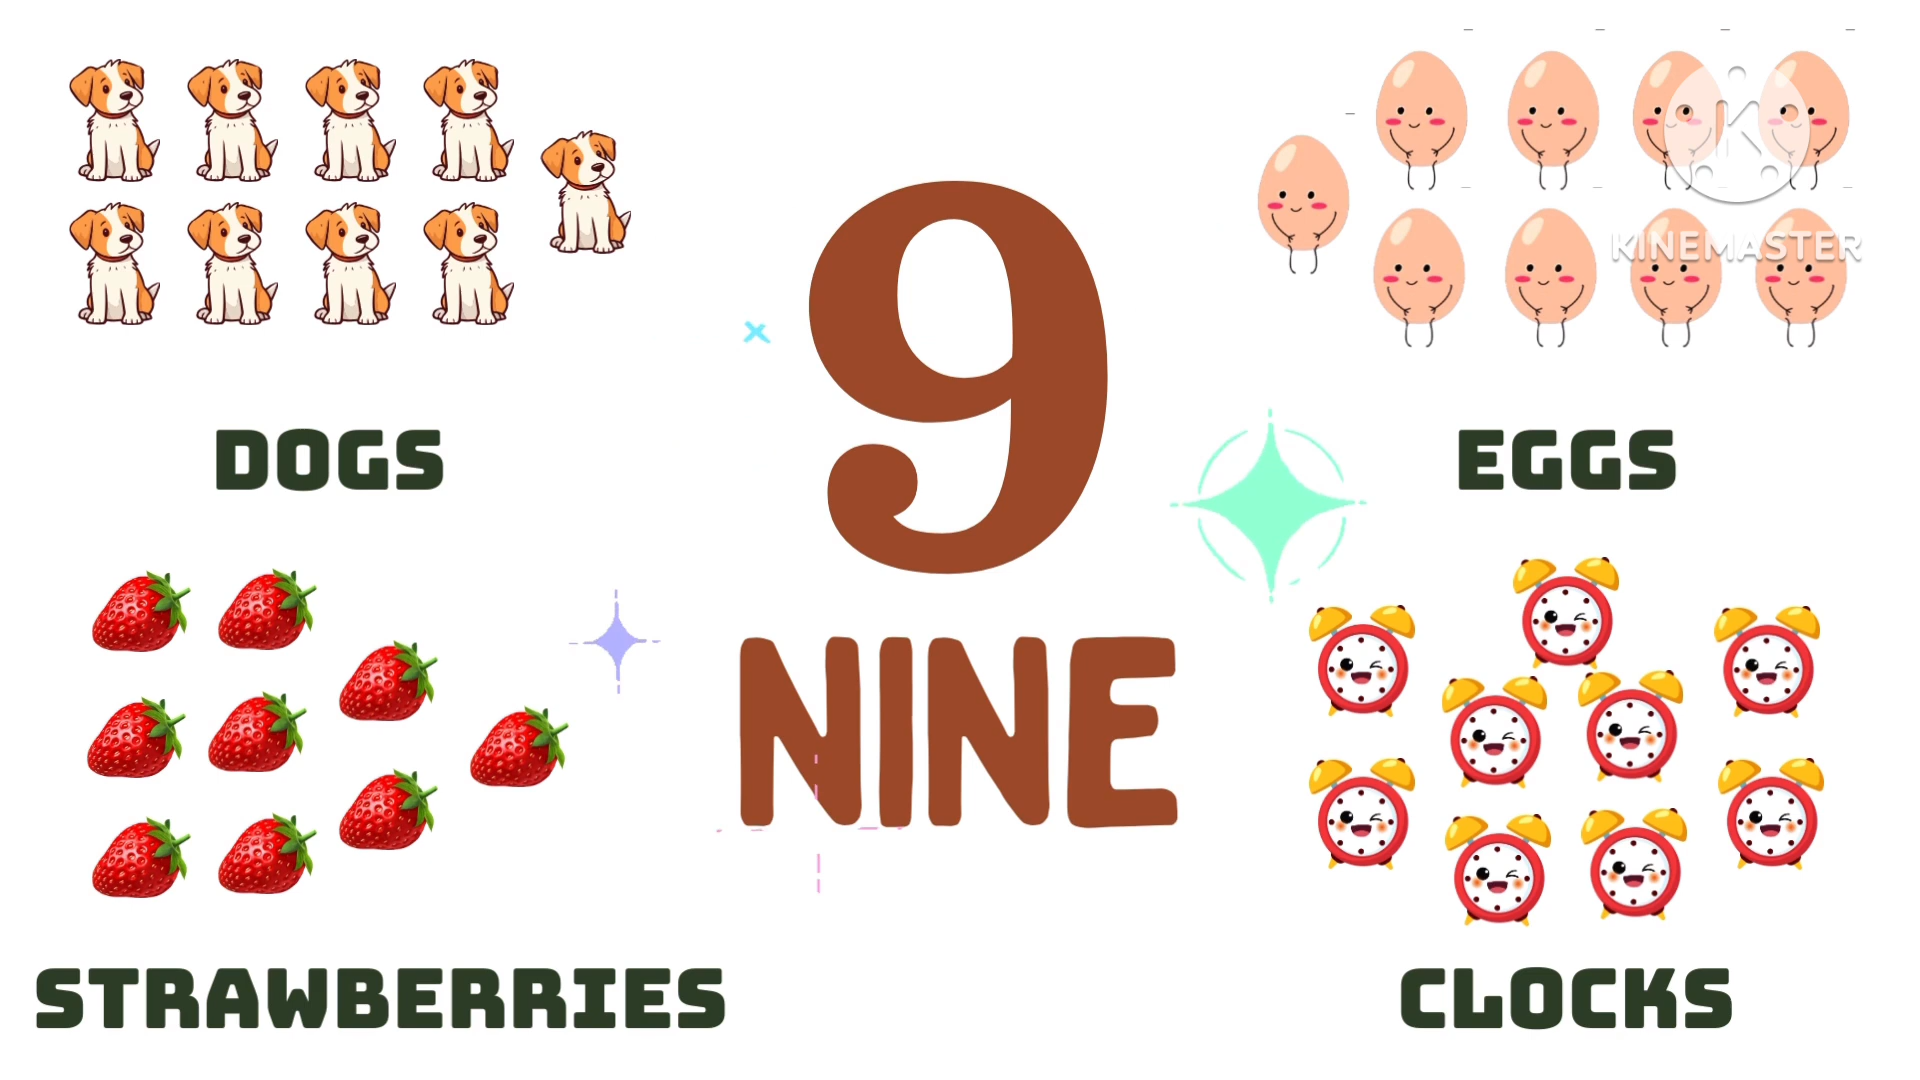 KINEMASTER
9
DOGS
EGGS
NINE
STRAWBERRIES
CLOCKS